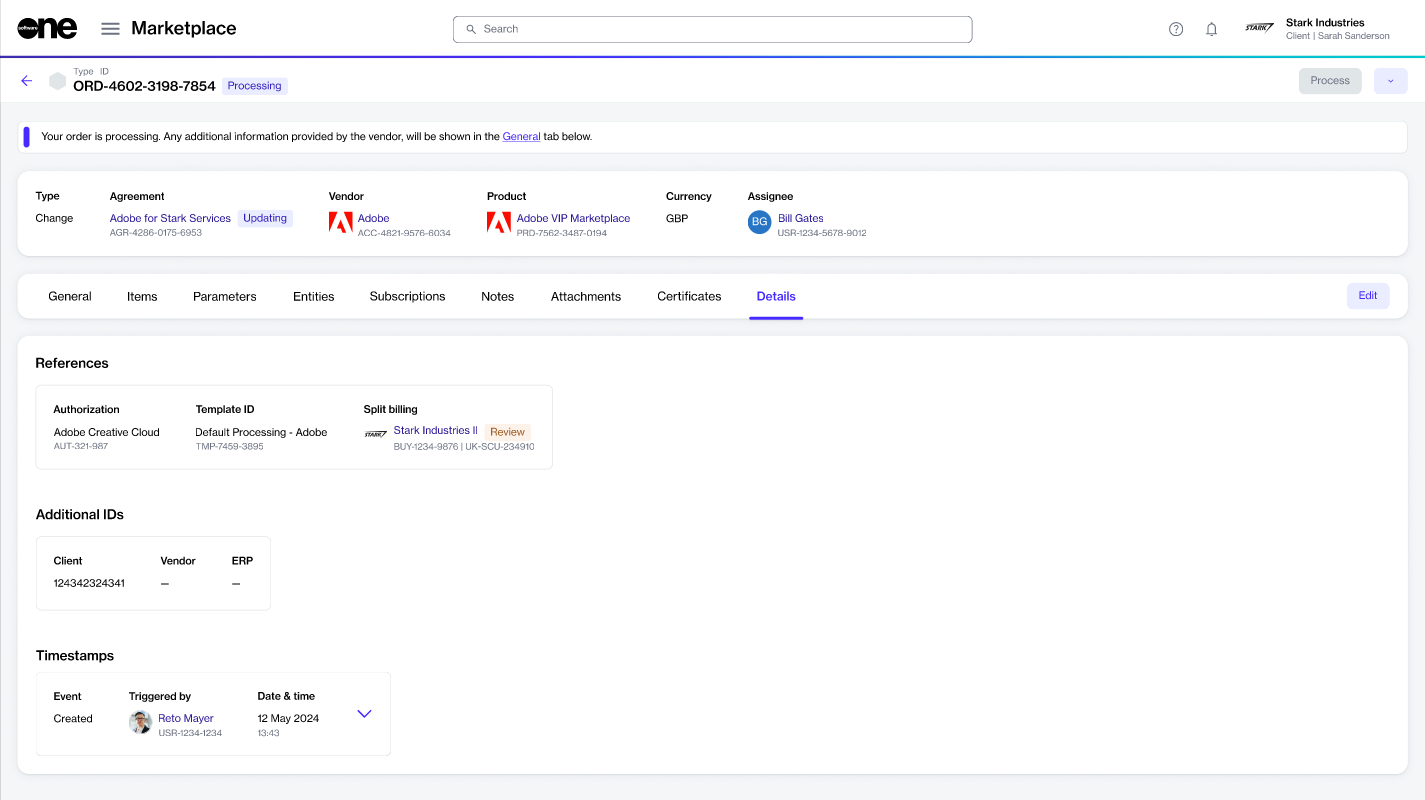 software one
Marketplace
Search
STARK
Stark Industries
Client | Sarah Sanderson
Type ID
ORD-4602-3198-7854 Processing
Process
Your order is processing. Any additional information provided by the vendor, will be shown in the General tab below.
Type Agreement Vendor Product Currency Assignee
Change Adobe for Stark Services Updating Adobe Adobe VIP Marketplace GBP BG Bill Gates
AGR-4286-0175-6953 ACC-4821-9576-6034 PRD-7562-3487-0194 USR-1234-5678-9012
General Items Parameters Entities Subscriptions Notes Attachments Certificates Details Edit
References
Authorization Template ID Split billing
Adobe Creative Cloud Default Processing - Adobe STARK Stark Industries II Review
AUT-321-987 TMP-7459-3895 BUY-1234-9876 | UK-SCU-234910
Additional IDs
Client Vendor ERP
124342324341 — —
Timestamps
Event Triggered by Date & time
Created Reto Mayer 12 May 2024
USR-1234-1234 13:43